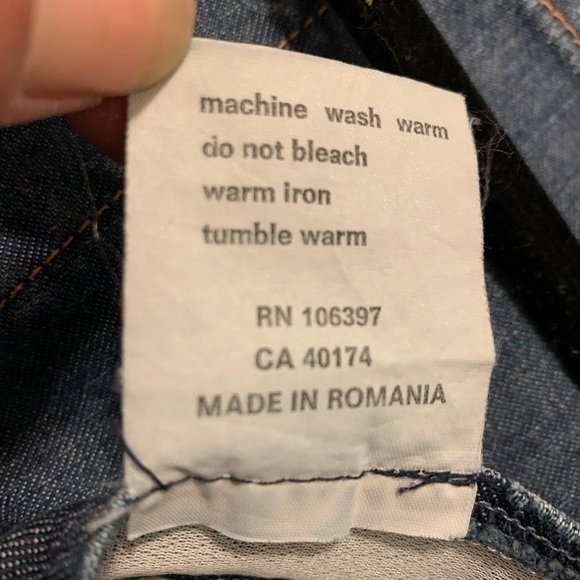 machine wash warm
do not bleach
warm iron
tumble warm
RN 106397
CA 40174
MADE IN ROMANIA